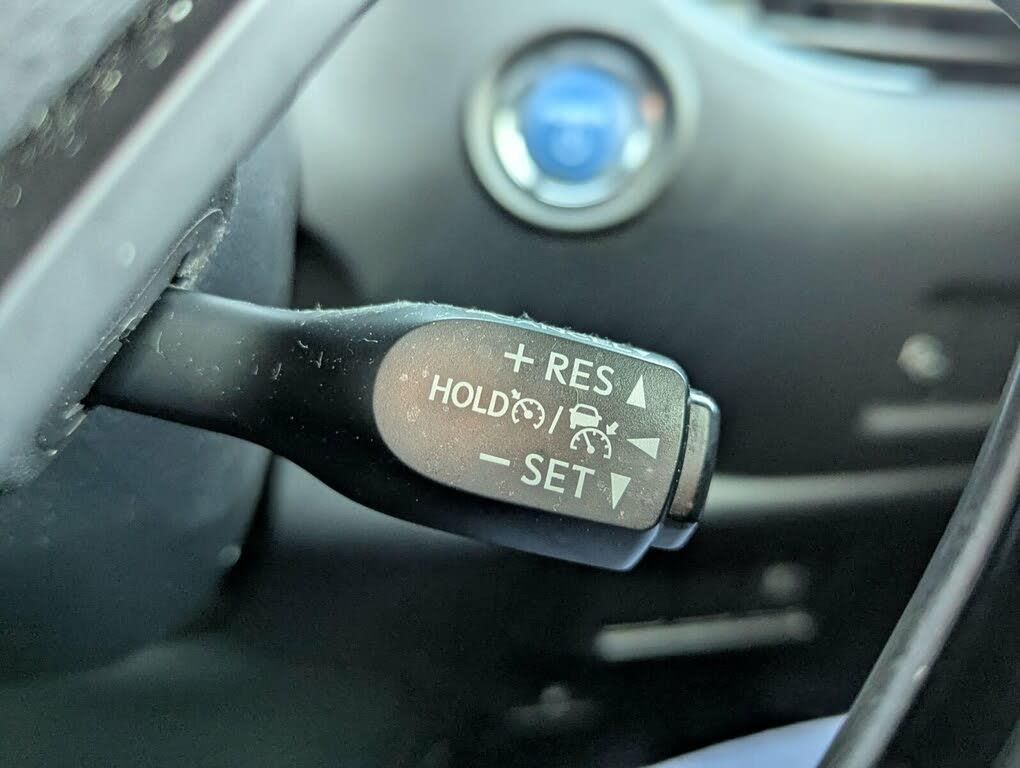 + RES
HOLD /
- SET